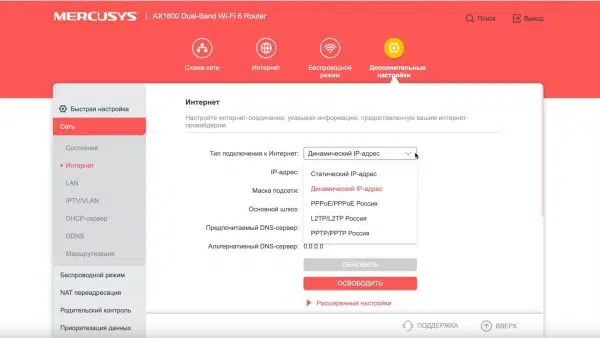 MERCUSYS | AX1800 Dual-Band Wi-Fi 6 Router
Поиск
Выход
Схема сети
Интернет
Беспроводной режим
Дополнительные настройки
Быстрая настройка
Сеть
Состояние
Интернет
LAN
IPTV/VLAN
DHCP-сервер
DDNS
Маршрутизация
Беспроводной режим
NAT переадресация
Родительский контроль
Приоритизация данных
Интернет
Настройте интернет-соединение, указывая информацию, предоставленную вашим интернет-
провайдером.
Тип подключения к Интернет: Динамический IP-адрес
IP-адрес:
Маска подсети:
Основной шлюз:
Предпочитаемый DNS-сервер:
Альтернативный DNS-сервер: 0.0.0.0
Статический IP-адрес
Динамический IP-адрес
PPPoE/PPPoE Россия
L2TP/L2TP Россия
PPTP/PPTP Россия
ОБНОВИТЬ
ОСВОБОДИТЬ
Расширенные настройки
ПОДДЕРЖКА
ВВЕРХ